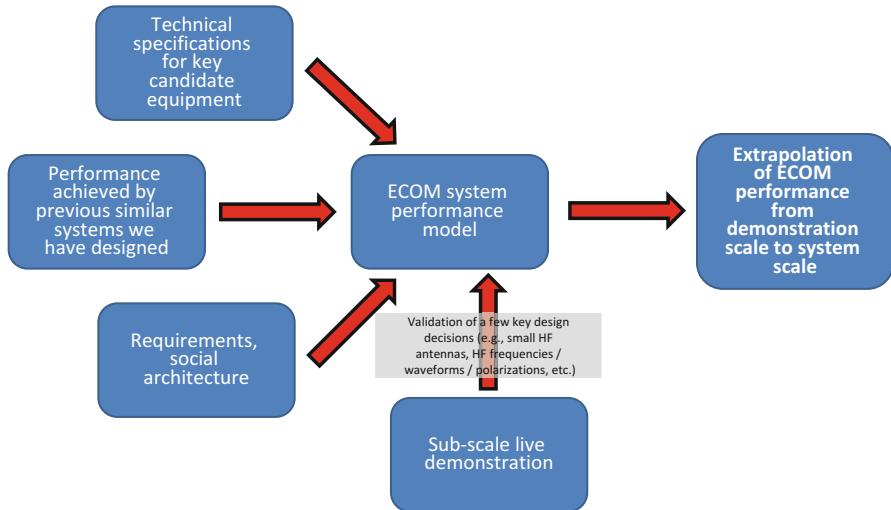 Technical
specifications
for key
candidate
equipment
Performance
achieved by
previous similar
systems we
have designed
ECOM system
performance
model
Extrapolation
of ECOM
performance
from
demonstration
scale to system
scale
Requirements,
social
architecture
Validation of a few key design
decisions (e.g., small HF
antennas, HF frequencies /
waveforms / polarizations, etc.)
Sub-scale live
demonstration